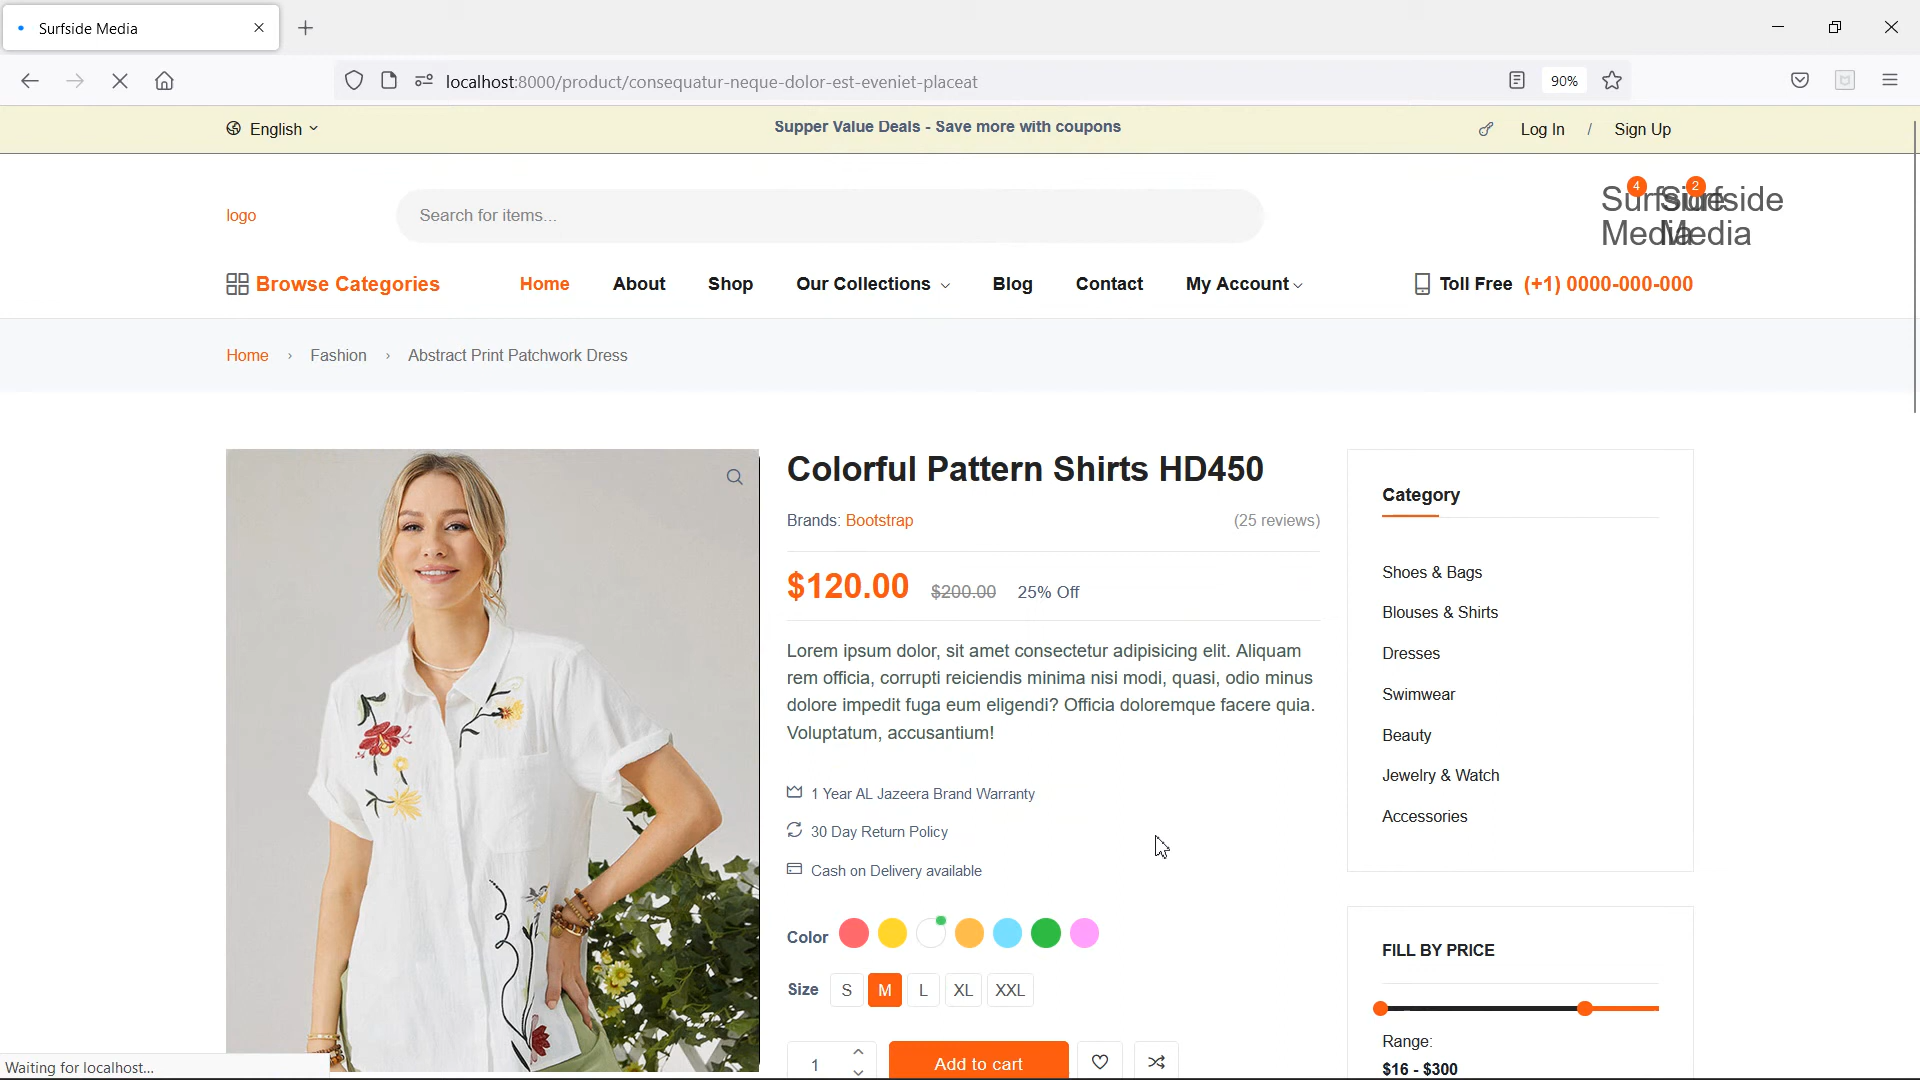 Surfside Media
localhost:8000/product/consequatur-neque-dolor-est-eveniet-placeat
90%
English
Supper Value Deals - Save more with coupons
Log In / Sign Up
logo
Search for items...
4
Surfside
Media
2
Surfside
Media
Browse Categories
Home
About
Shop
Our Collections
Blog
Contact
My Account
Toll Free (+1) 0000-000-000
Home > Fashion > Abstract Print Patchwork Dress
Colorful Pattern Shirts HD450
Brands: Bootstrap
(25 reviews)
$120.00 $200.00 25% Off
Lorem ipsum dolor, sit amet consectetur adipisicing elit. Aliquam
rem officia, corrupti reiciendis minima nisi modi, quasi, odio minus
dolore impedit fuga eum eligendi? Officia doloremque facere quia.
Voluptatum, accusantium!
1 Year AL Jazeera Brand Warranty
30 Day Return Policy
Cash on Delivery available
Color
Size S M L XL XXL
1
Add to cart
Category
Shoes & Bags
Blouses & Shirts
Dresses
Swimwear
Beauty
Jewelry & Watch
Accessories
FILL BY PRICE
Range:
$16 - $300
Waiting for localhost...